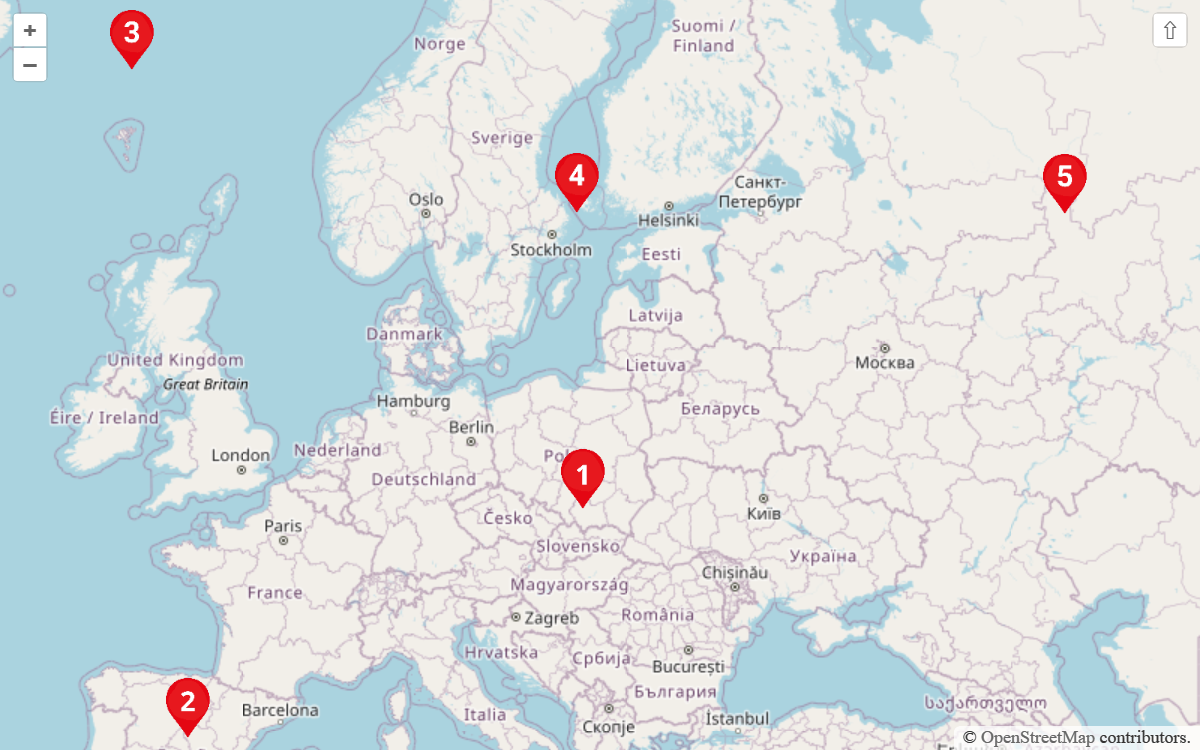 +
−
3
⇧
Norge
Suomi /
Finland
Sverige
4
5
Санкт-
Петербург
Oslo
Helsinki
Stockholm
Eesti
Latvija
Danmark
United Kingdom
Great Britain
Lietuva
Москва
Éire / Ireland
Hamburg
Беларусь
Berlin
London
Nederland
Deutschland
1
Česko
Київ
Paris
Slovensko
Україна
France
Magyarország
Chișinău
Zagreb
România
Hrvatska
Србија
București
България
2
Barcelona
Italia
Скопје
İstanbul
საქართველო
© OpenStreetMap contributors.